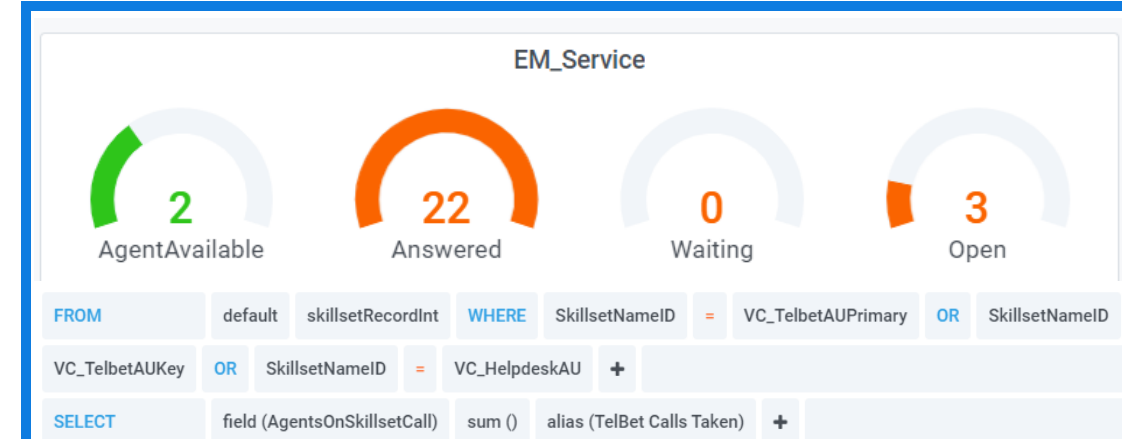 EM_Service
2 22 0 3
AgentAvailable Answered Waiting Open
FROM default skillsetRecordInt WHERE SkillsetNameID = VC_TelbetAUPrimary OR SkillsetNameID
VC_TelbetAUKey OR SkillsetNameID = VC_HelpdeskAU +
SELECT field (AgentsOnSkillsetCall) sum () alias (TelBet Calls Taken) +